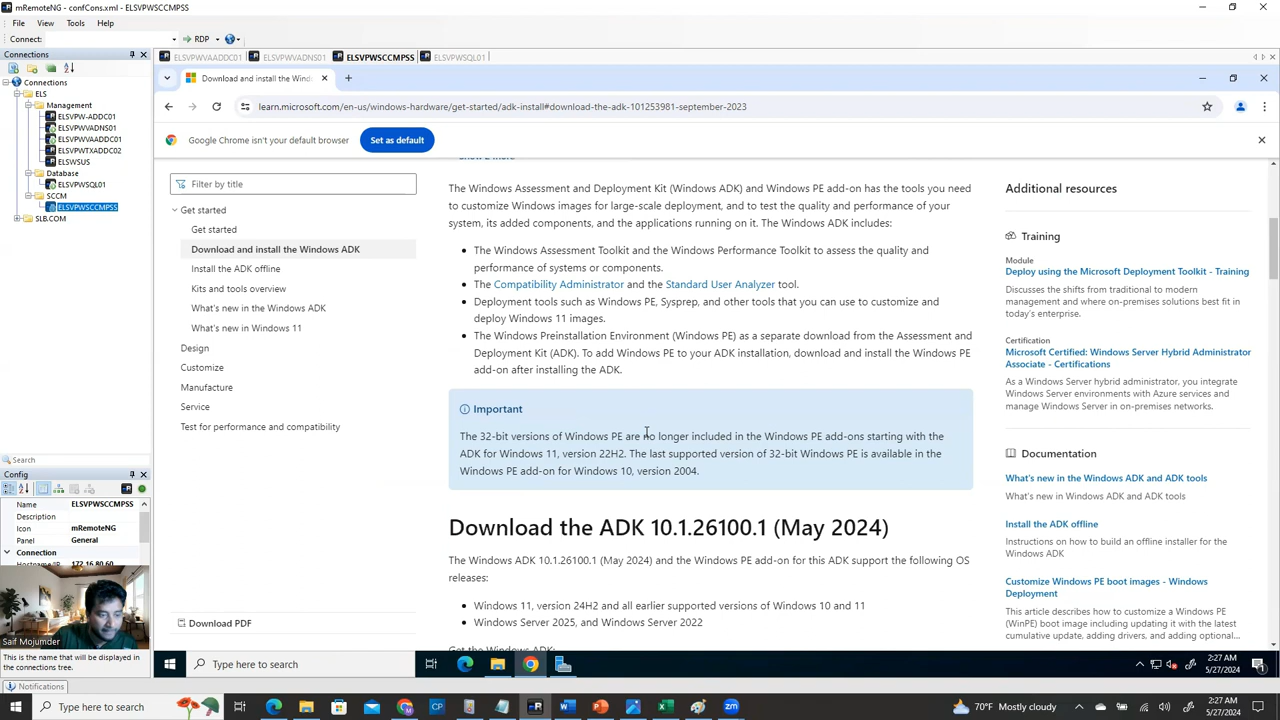 mRemoteNG - confCons.xml - ELSVPWSCCMPSS
File View Tools Help
Connect: RDP
Connections
Connections
ELS
Management
ELSVPW-ADDC01
ELSVPWVADNS01
ELSVPWVAADDC01
ELSVPWTXADDC02
ELSWSUS
Database
ELSVPWSQL01
SCCM
ELSVPWSCCMPSS
SLB.COM
Search
Config
Name ELSVPWSCCMPSS
Description
Icon mRemoteNG
Panel General
Connection
Hostname/IP 172.16.80.60
Saif Mojumder
This is the name that will be displayed in the connections tree.
Notifications
ELSVPWVAADDC01 ELSVPWVADNS01 ELSVPWSCCMPSS ELSVPWSQL01
Download and install the Wind
learn.microsoft.com/en-us/windows-hardware/get-started/adk-install#download-the-adk-101253981-september-2023
Google Chrome isn't your default browser Set as default
Filter by title
Get started
Get started
Download and install the Windows ADK
Install the ADK offline
Kits and tools overview
What's new in the Windows ADK
What's new in Windows 11
Design
Customize
Manufacture
Service
Test for performance and compatibility
Download PDF
The Windows Assessment and Deployment Kit (Windows ADK) and Windows PE add-on has the tools you need
to customize Windows images for large-scale deployment, and to test the quality and performance of your
system, its added components, and the applications running on it. The Windows ADK includes:
The Windows Assessment Toolkit and the Windows Performance Toolkit to assess the quality and
performance of systems or components.
The Compatibility Administrator and the Standard User Analyzer tool.
Deployment tools such as Windows PE, Sysprep, and other tools that you can use to customize and
deploy Windows 11 images.
The Windows Preinstallation Environment (Windows PE) as a separate download from the Assessment and
Deployment Kit (ADK). To add Windows PE to your ADK installation, download and install the Windows PE
add-on after installing the ADK.
Important
The 32-bit versions of Windows PE are no longer included in the Windows PE add-ons starting with the
ADK for Windows 11, version 22H2. The last supported version of 32-bit Windows PE is available in the
Windows PE add-on for Windows 10, version 2004.
Download the ADK 10.1.26100.1 (May 2024)
The Windows ADK 10.1.26100.1 (May 2024) and the Windows PE add-on for this ADK support the following OS
releases:
Windows 11, version 24H2 and all earlier supported versions of Windows 10 and 11
Windows Server 2025, and Windows Server 2022
Get the Windows ADK:
Additional resources
Training
Module
Deploy using the Microsoft Deployment Toolkit - Training
Discusses the shifts from traditional to modern
management and where on-premises solutions best fit in
today's enterprise.
Certification
Microsoft Certified: Windows Server Hybrid Administrator
Associate - Certifications
As a Windows Server hybrid administrator, you integrate
Windows Server environments with Azure services and
manage Windows Server in on-premises networks.
Documentation
What's new in the Windows ADK and ADK tools
What's new in Windows ADK and ADK tools
Install the ADK offline
Instructions on how to build an offline installer for the
Windows ADK
Customize Windows PE boot images - Windows
Deployment
This article describes how to customize a Windows PE
(WinPE) boot image including updating it with the latest
cumulative update, adding drivers, and adding optional...
Type here to search
2:27 AM
5/27/2024
Type here to search
70°F Mostly cloudy
2:27 AM
5/27/2024